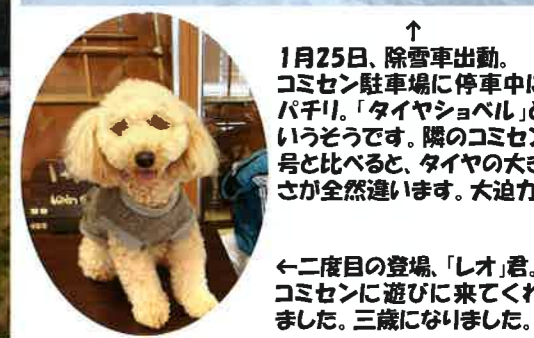 ↑
1月25日、除雪車出動。
コミセン駐車場に停車中に
パチリ。「タイヤショベル」と
いうそうです。隣のコミセン
号と比べると、タイヤの大き
さが全然違います。大迫力
←二度目の登場、「レオ」君。
コミセンに遊びに来てくれ
ました。三歳になりました。